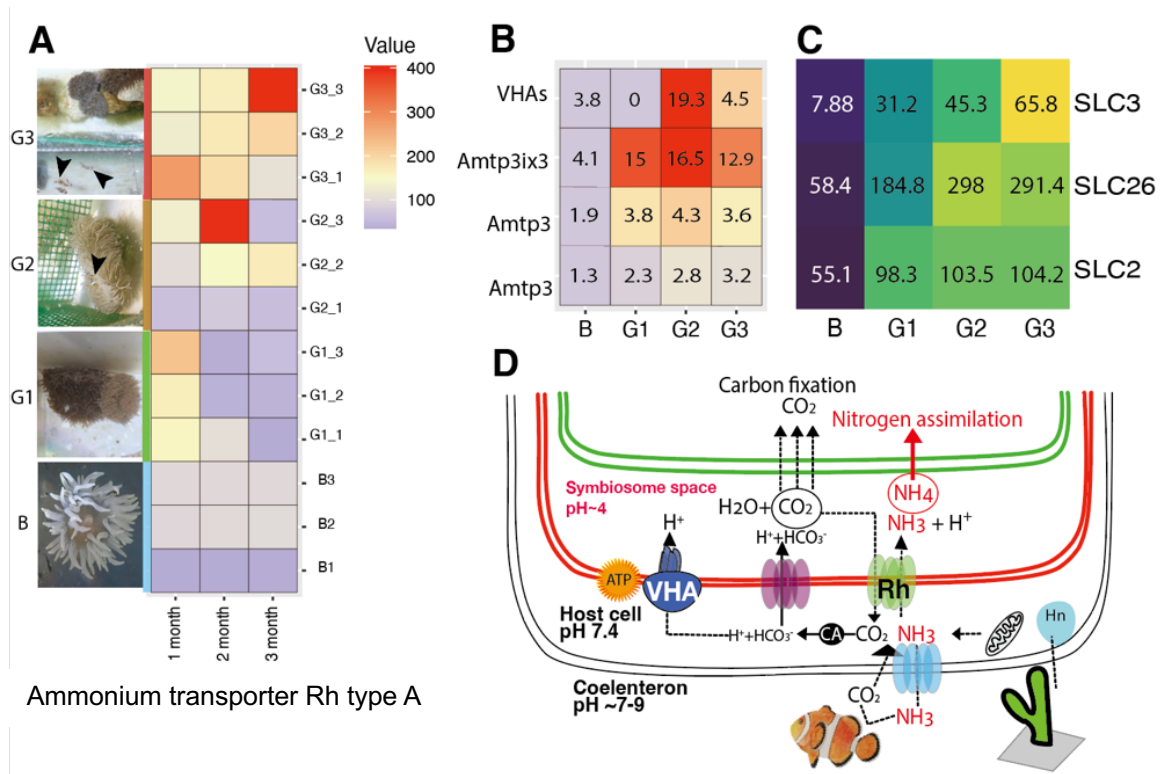 A
B
C
Value
400
300
200
100
G3
G2
G1
B
G3_3
G3_2
G3_1
G2_3
G2_2
G2_1
G1_3
G1_2
G1_1
B3
B2
B1
1 month
2 month
3 month
Ammonium transporter Rh type A
VHAs
3.8 0 19.3 4.5
Amtp3ix3
4.1 15 16.5 12.9
Amtp3
1.9 3.8 4.3 3.6
Amtp3
1.3 2.3 2.8 3.2
B G1 G2 G3
7.88 31.2 45.3 65.8 SLC3
58.4 184.8 298 291.4 SLC26
55.1 98.3 103.5 104.2 SLC2
B G1 G2 G3
D
Carbon fixation
CO2
Nitrogen assimilation
Symbiosome space
pH~4
H2O+ CO2
NH4
NH3 + H+
H+
H++HCO3-
ATP
VHA
Rh
Host cell
pH 7.4
H++HCO3-
CA
CO2
NH3
Hn
Coelenteron
pH ~7-9
CO2
NH3